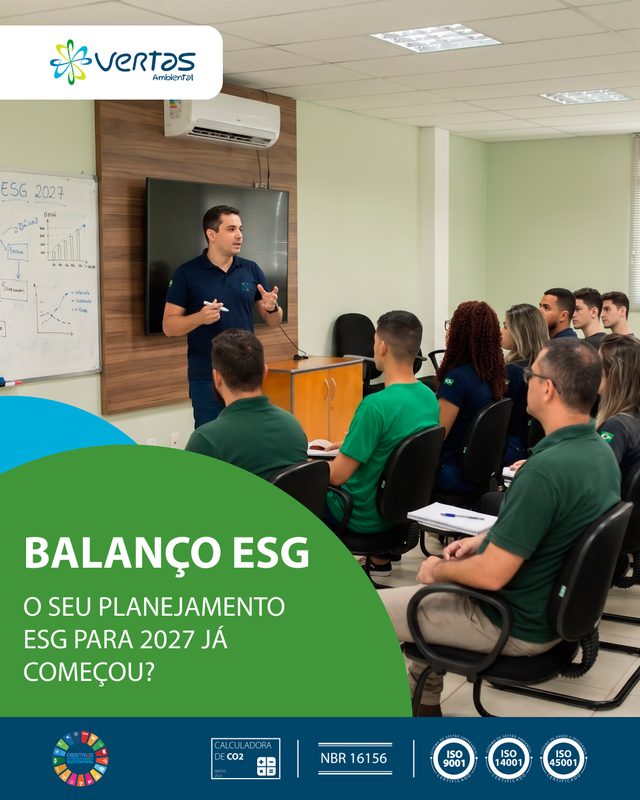 VERTAS
Ambiental
ESG 2027
BALANÇO ESG
O SEU PLANEJAMENTO
ESG PARA 2027 JÁ
COMEÇOU?
OBJETIVOS
CALCULADORA
DE CO2
NBR 16156
ISO
9001
ISO
14001
ISO
45001